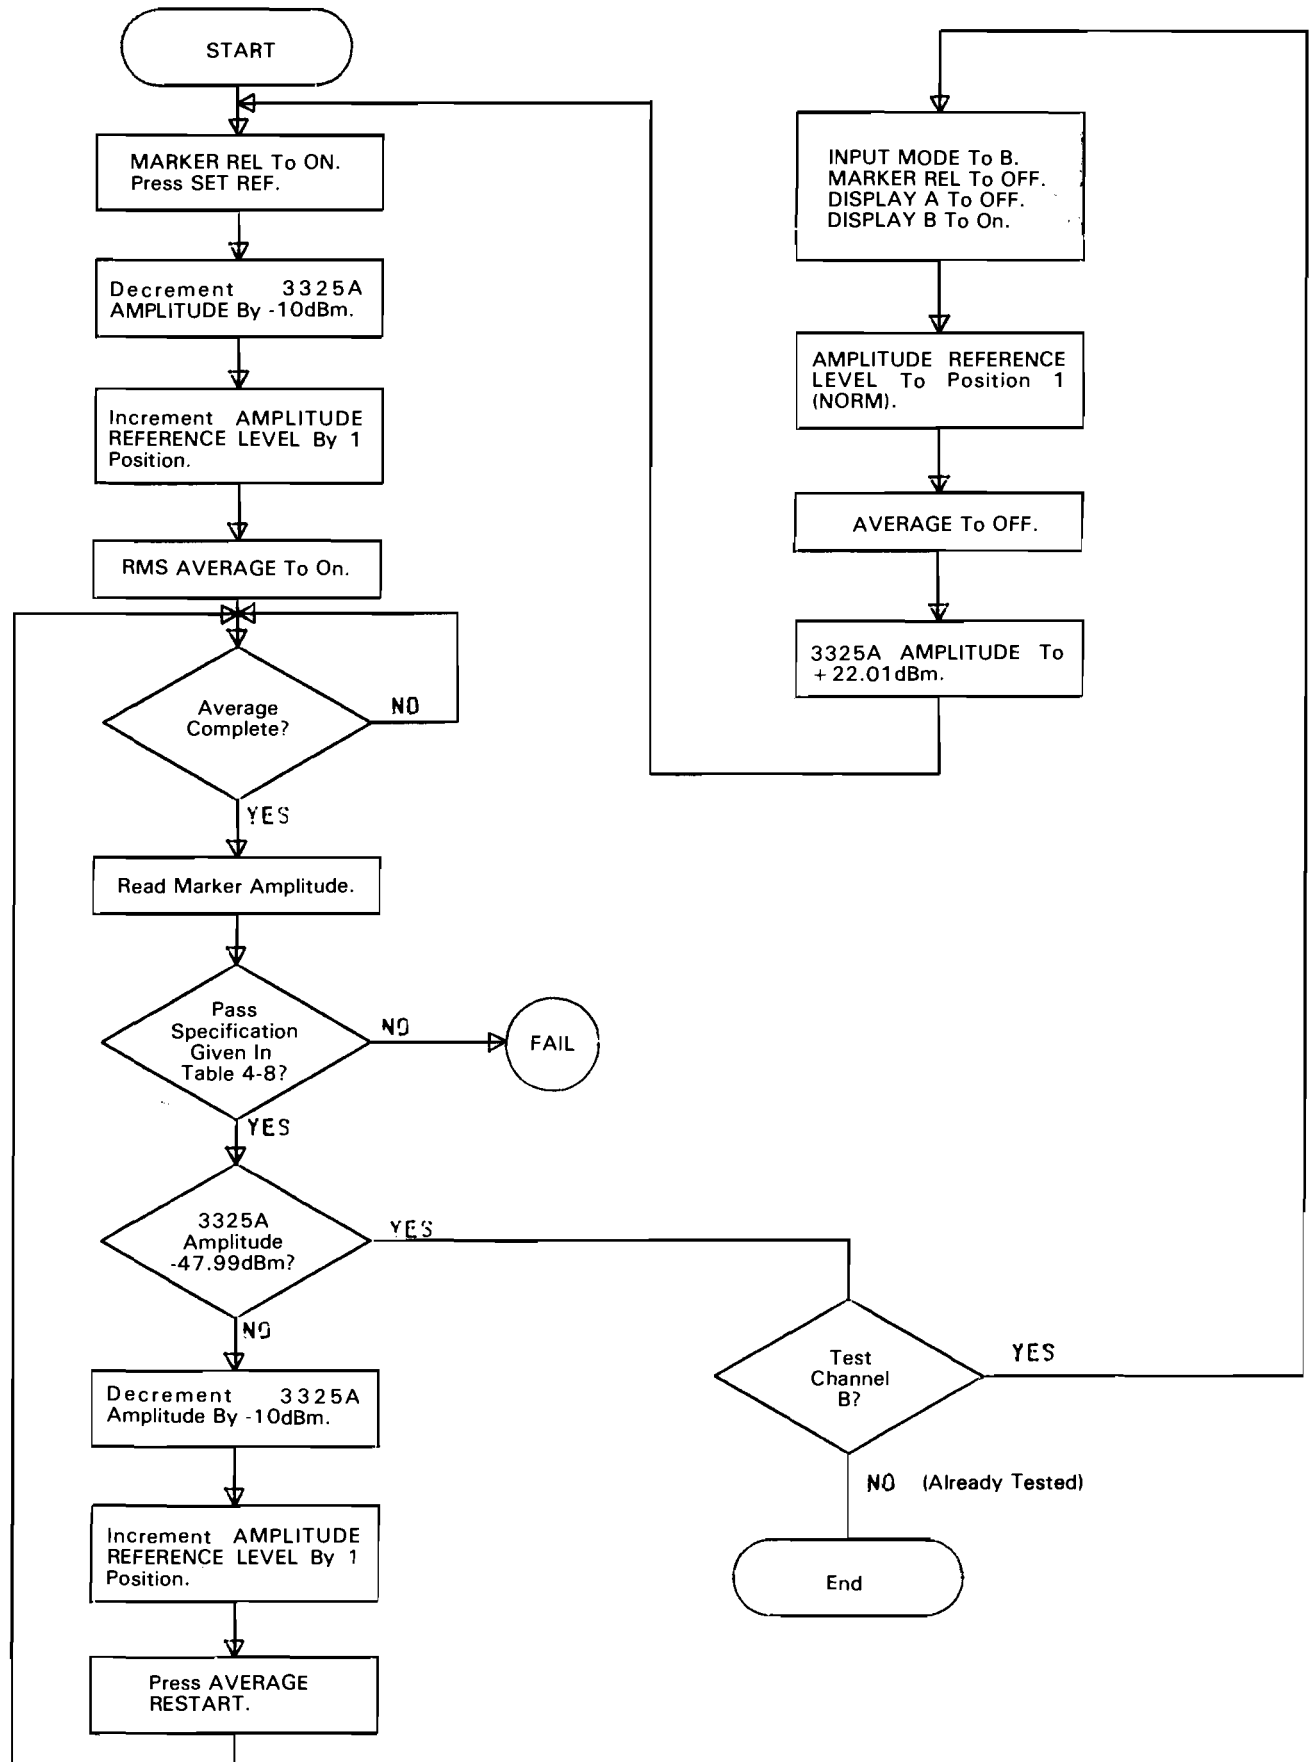 START
MARKER REL To ON.
Press SET REF.
Decrement 3325A
AMPLITUDE By -10dBm.
Increment AMPLITUDE
REFERENCE LEVEL By 1
Position.
RMS AVERAGE To On.
Average
Complete?
NO
YES
Read Marker Amplitude.
Pass
Specification
Given In
Table 4-8?
NO
FAIL
YES
3325A
Amplitude
-47.99dBm?
YES
NO
Decrement 3325A
Amplitude By -10dBm.
Increment AMPLITUDE
REFERENCE LEVEL By 1
Position.
Press AVERAGE
RESTART.
INPUT MODE To B.
MARKER REL To OFF.
DISPLAY A To OFF.
DISPLAY B To On.
AMPLITUDE REFERENCE
LEVEL To Position 1
(NORM).
AVERAGE To OFF.
3325A AMPLITUDE To
+22.01dBm.
Test
Channel
B?
YES
NO (Already Tested)
End